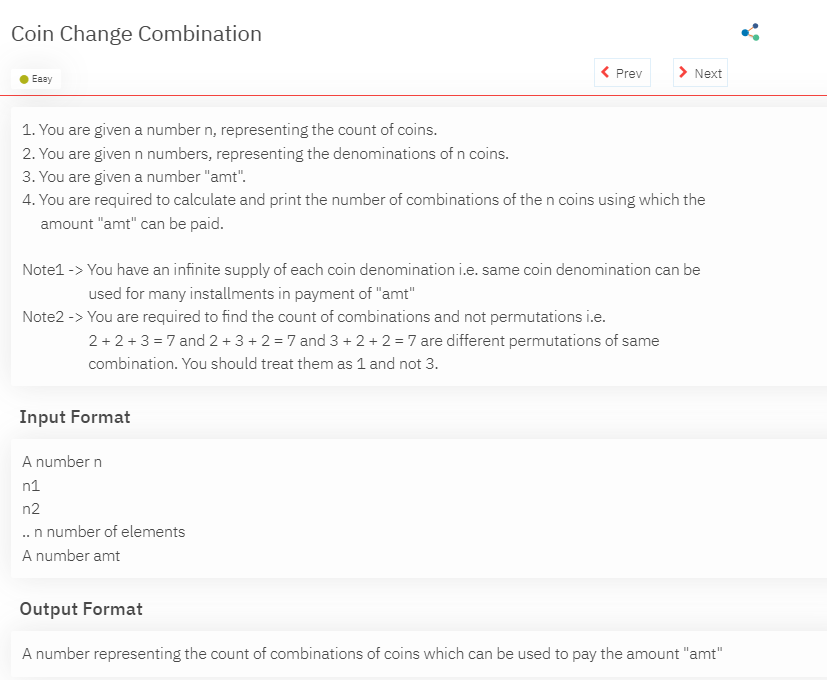 Coin Change Combination
Easy
Prev
Next
1. You are given a number n, representing the count of coins.
2. You are given n numbers, representing the denominations of n coins.
3. You are given a number "amt".
4. You are required to calculate and print the number of combinations of the n coins using which the
amount "amt" can be paid.
Note1 -> You have an infinite supply of each coin denomination i.e. same coin denomination can be
used for many installments in payment of "amt"
Note2 -> You are required to find the count of combinations and not permutations i.e.
2 + 2 + 3 = 7 and 2 + 3 + 2 = 7 and 3 + 2 + 2 = 7 are different permutations of same
combination. You should treat them as 1 and not 3.
Input Format
A number n
n1
n2
.. n number of elements
A number amt
Output Format
A number representing the count of combinations of coins which can be used to pay the amount "amt"